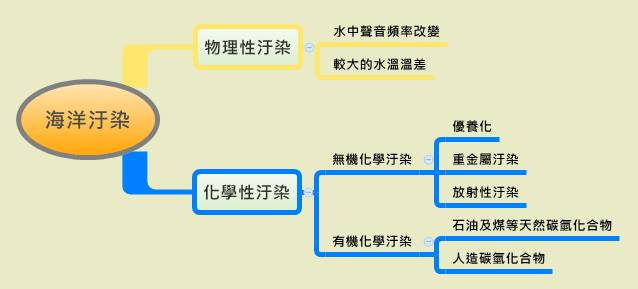 海洋汙染
物理性汙染
水中聲音頻率改變
較大的水溫溫差
化學性汙染
無機化學汙染
優養化
重金屬汙染
放射性汙染
有機化學汙染
石油及煤等天然碳氫化合物
人造碳氫化合物